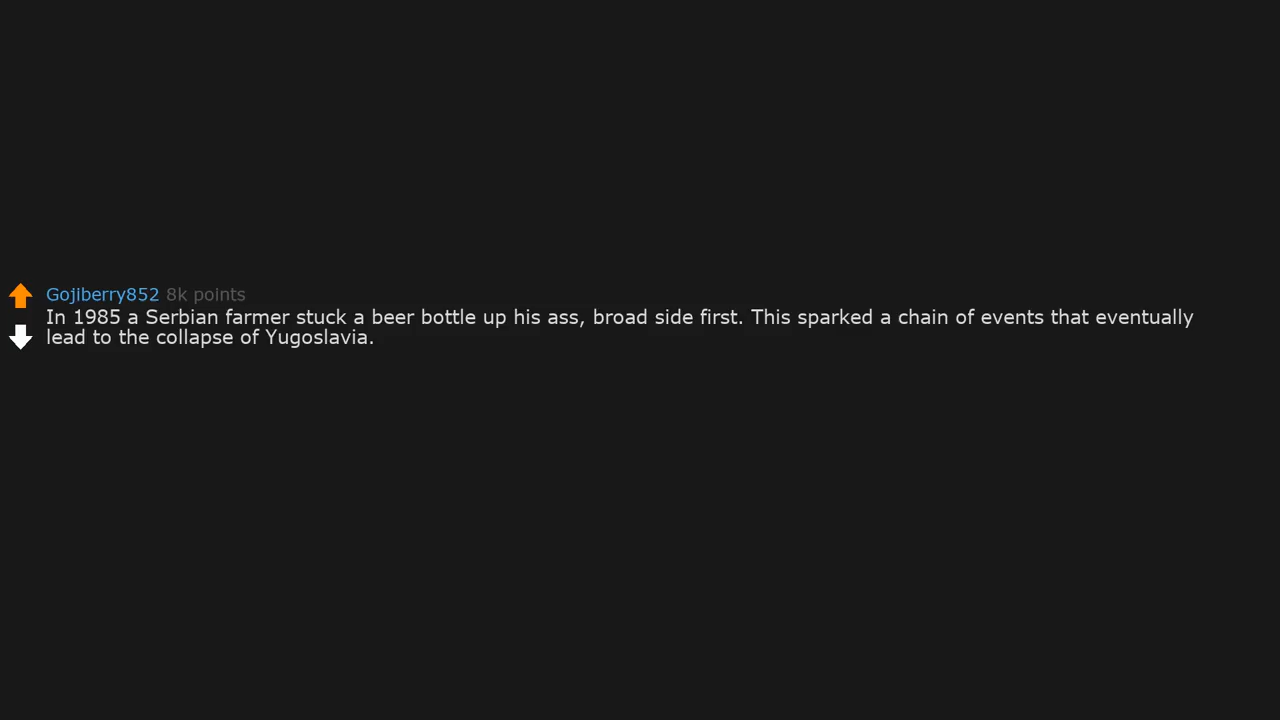 Gojiberry852 8k points
In 1985 a Serbian farmer stuck a beer bottle up his ass, broad side first. This sparked a chain of events that eventually
lead to the collapse of Yugoslavia.